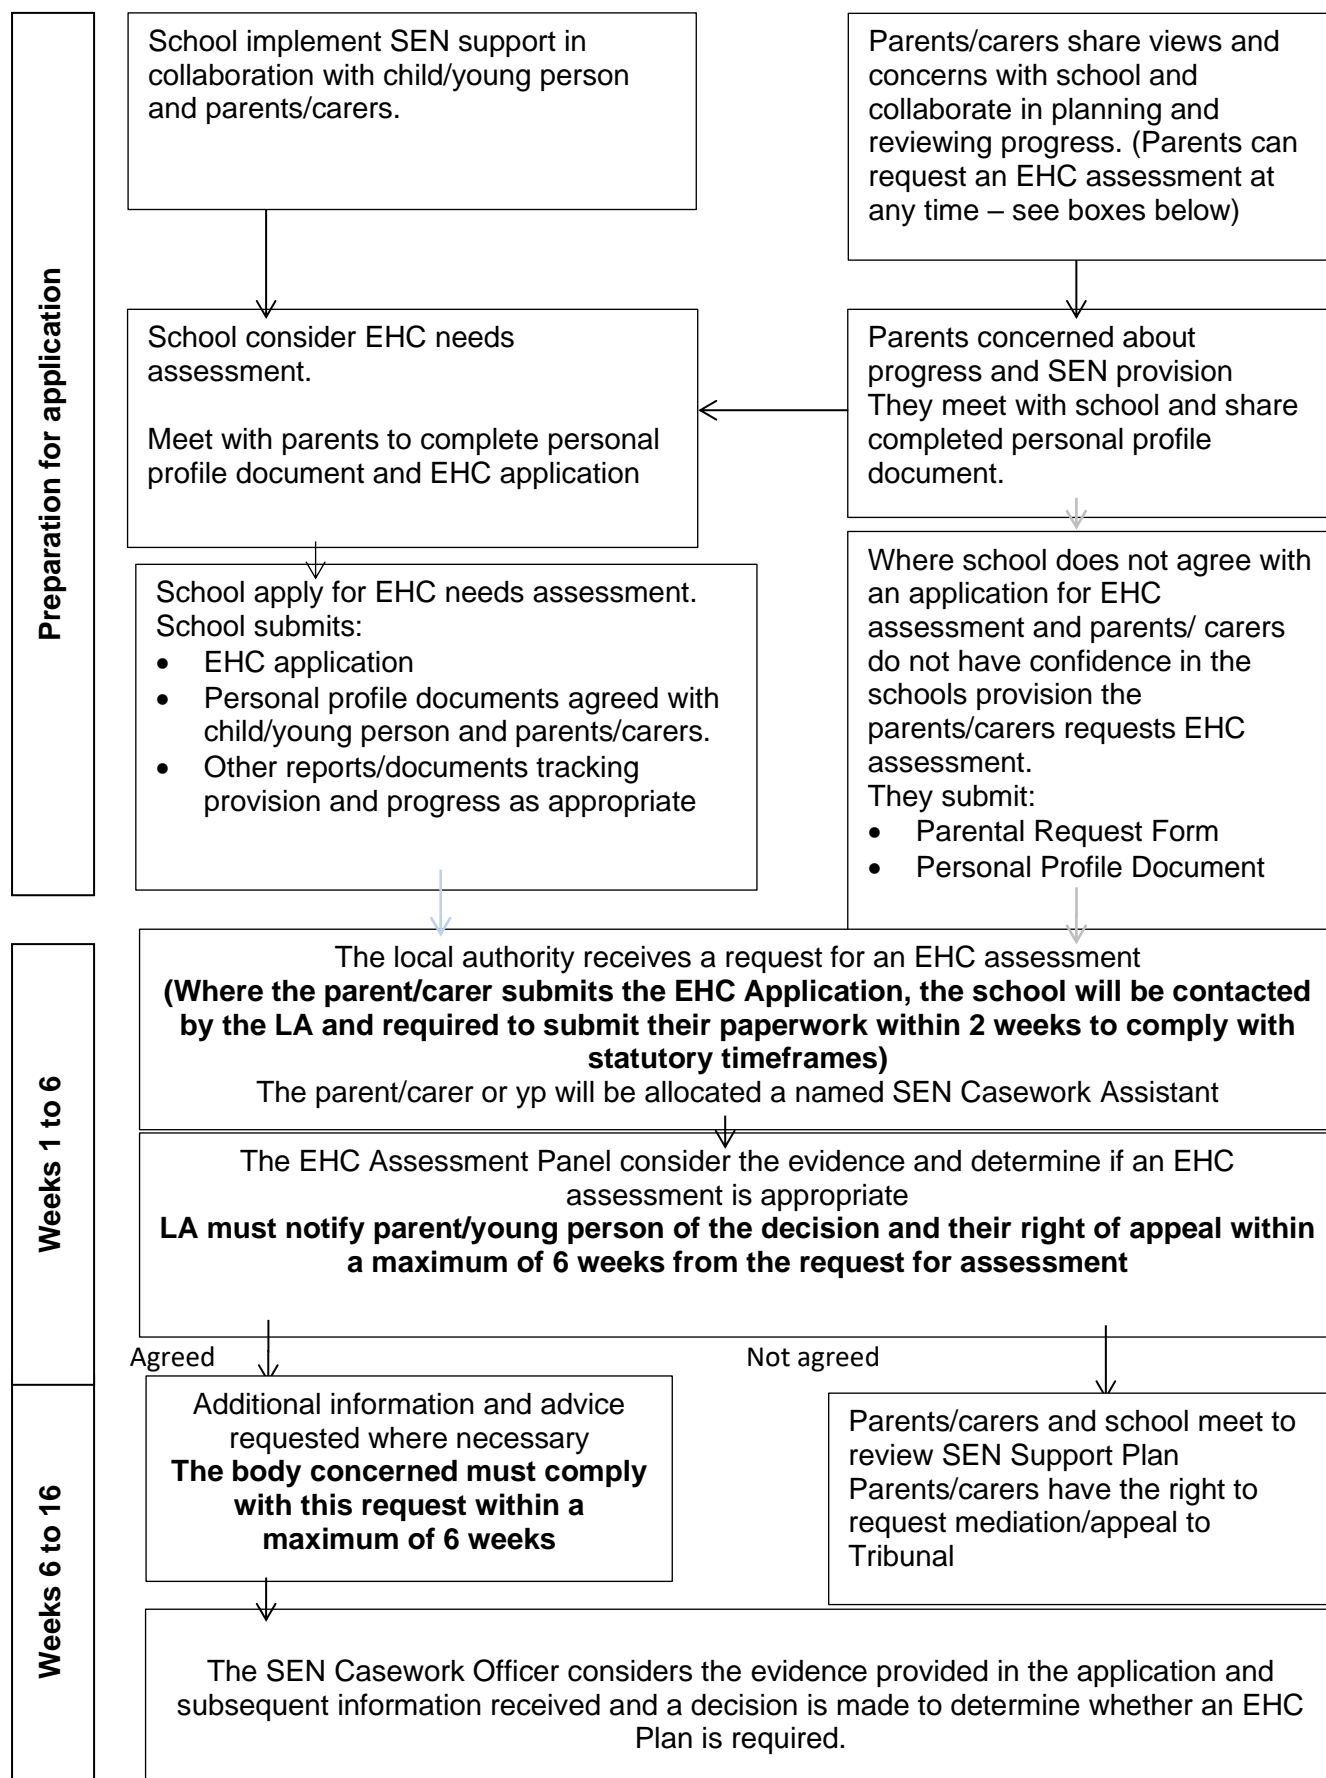 Preparation for application
School implement SEN support in
collaboration with child/young person
and parents/carers.
Parents/carers share views and
concerns with school and
collaborate in planning and
reviewing progress. (Parents can
request an EHC assessment at
any time – see boxes below)
School consider EHC needs
assessment.
Meet with parents to complete personal
profile document and EHC application
Parents concerned about
progress and SEN provision
They meet with school and share
completed personal profile
document.
School apply for EHC needs assessment.
School submits:
• EHC application
• Personal profile documents agreed with
child/young person and parents/carers.
• Other reports/documents tracking
provision and progress as appropriate
Where school does not agree with
an application for EHC
assessment and parents/ carers
do not have confidence in the
schools provision the
parents/carers requests EHC
assessment.
They submit:
• Parental Request Form
• Personal Profile Document
Weeks 1 to 6
The local authority receives a request for an EHC assessment
(Where the parent/carer submits the EHC Application, the school will be contacted
by the LA and required to submit their paperwork within 2 weeks to comply with
statutory timeframes)
The parent/carer or yp will be allocated a named SEN Casework Assistant
The EHC Assessment Panel consider the evidence and determine if an EHC
assessment is appropriate
LA must notify parent/young person of the decision and their right of appeal within
a maximum of 6 weeks from the request for assessment
Agreed
Not agreed
Weeks 6 to 16
Additional information and advice
requested where necessary
The body concerned must comply
with this request within a
maximum of 6 weeks
Parents/carers and school meet to
review SEN Support Plan
Parents/carers have the right to
request mediation/appeal to
Tribunal
The SEN Casework Officer considers the evidence provided in the application and
subsequent information received and a decision is made to determine whether an EHC
Plan is required.